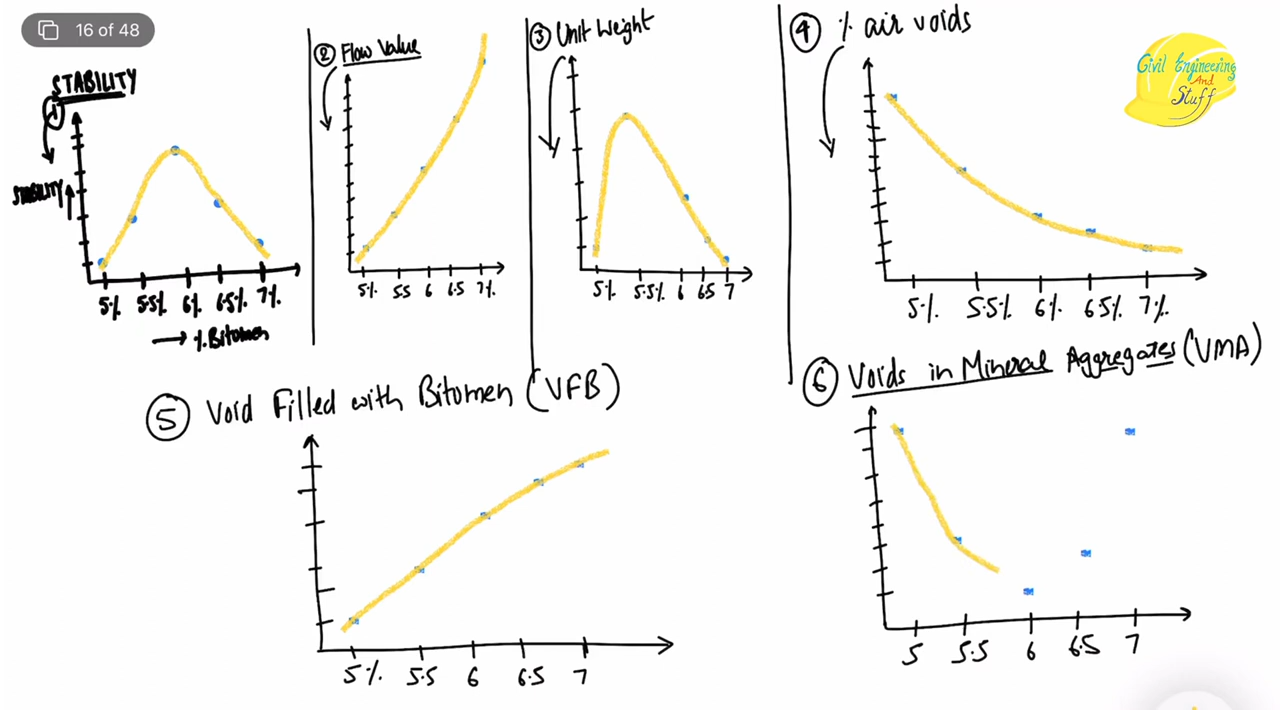 16 of 48
STABILITY
1
STABILITY
5% 5.5% 6% 6.5% 7%
% Bitumen
② Flow Value
5% 5.5 6 6.5 7%
③ Unit Weight
5% 5.5% 6 6.5 7
④ % air voids
5% 5.5% 6% 6.5% 7%
Civil Engineering
And
Stuff
⑤ Void Filled with Bitumen (VFB)
5% 5.5 6 6.5 7
⑥ Voids in Mineral Aggregates (VMA)
5 5.5 6 6.5 7